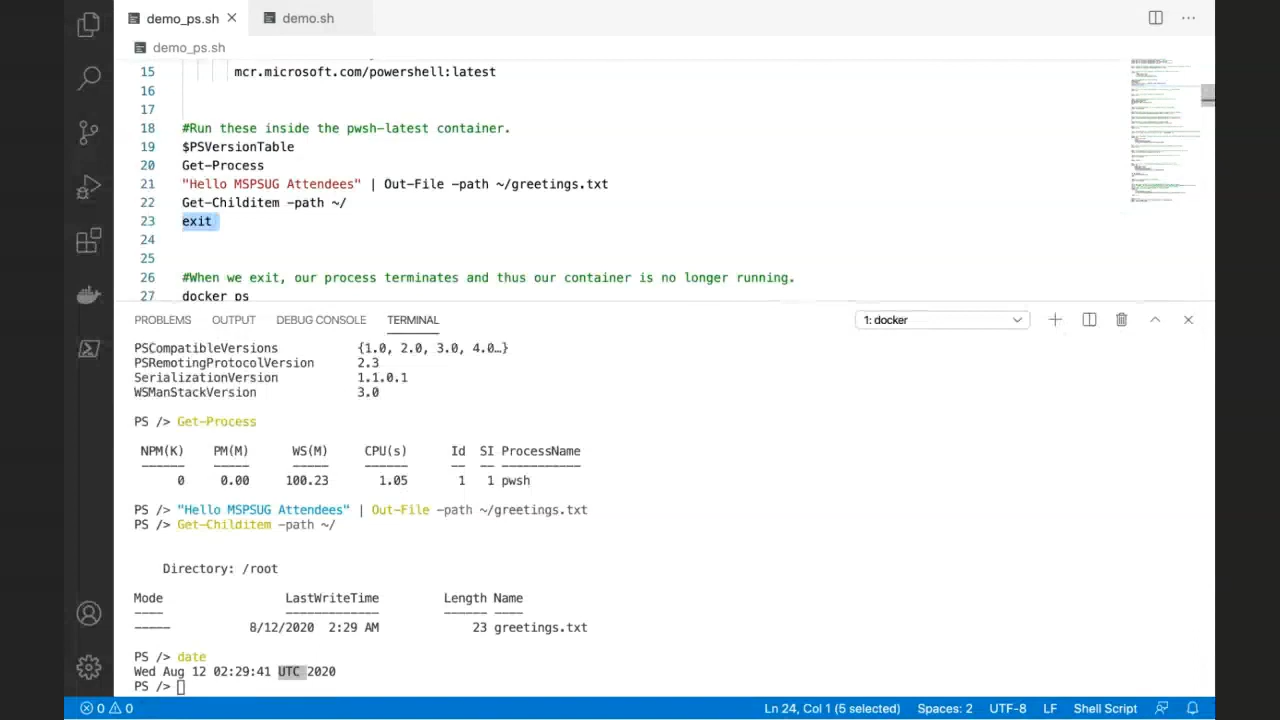 demo_ps.sh
demo.sh
demo_ps.sh
15 mcr.microsoft.com/powershell:latest
16
17
18 #Run these inside the pwsh-latest container.
19 $PSVersionTable
20 Get-Process
21 "Hello MSPSUG Attendees" | Out-File -path ~/greetings.txt
22 Get-Childitem -path ~/
23 exit
24
25
26 #When we exit, our process terminates and thus our container is no longer running.
27 docker ps
PROBLEMS OUTPUT DEBUG CONSOLE TERMINAL 1: docker
PSCompatibleVersions {1.0, 2.0, 3.0, 4.0…}
PSRemotingProtocolVersion 2.3
SerializationVersion 1.1.0.1
WSManStackVersion 3.0
PS /> Get-Process
NPM(K) PM(M) WS(M) CPU(s) Id SI ProcessName
------ ----- ----- ------ -- -- -----------
0 0.00 100.23 1.05 1 1 pwsh
PS /> "Hello MSPSUG Attendees" | Out-File -path ~/greetings.txt
PS /> Get-Childitem -path ~/
Directory: /root
Mode LastWriteTime Length Name
---- ------------- ------ ----
----- 8/12/2020 2:29 AM 23 greetings.txt
PS /> date
Wed Aug 12 02:29:41 UTC 2020
PS />
0 0 Ln 24, Col 1 (5 selected) Spaces: 2 UTF-8 LF Shell Script